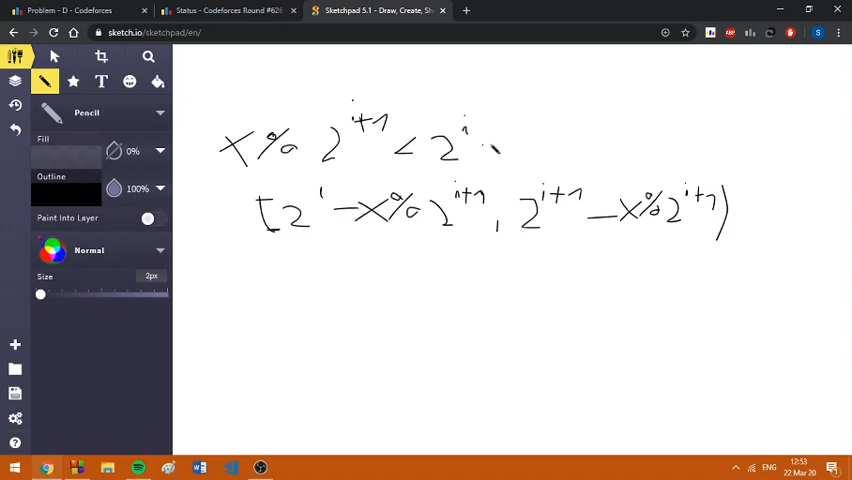 Problem - D - Codeforces
Status - Codeforces Round #628
Sketchpad 5.1 - Draw, Create, Sh
sketch.io/sketchpad/en/
ABP
S
Pencil
Fill
0%
Outline
100%
Paint Into Layer
Normal
Size
2px
x % 2^{i+1} < 2^i :
[2^i - x % 2^{i+1}, 2^{i+1} - x % 2^{i+1})
ENG
12:53
22 Mar 20